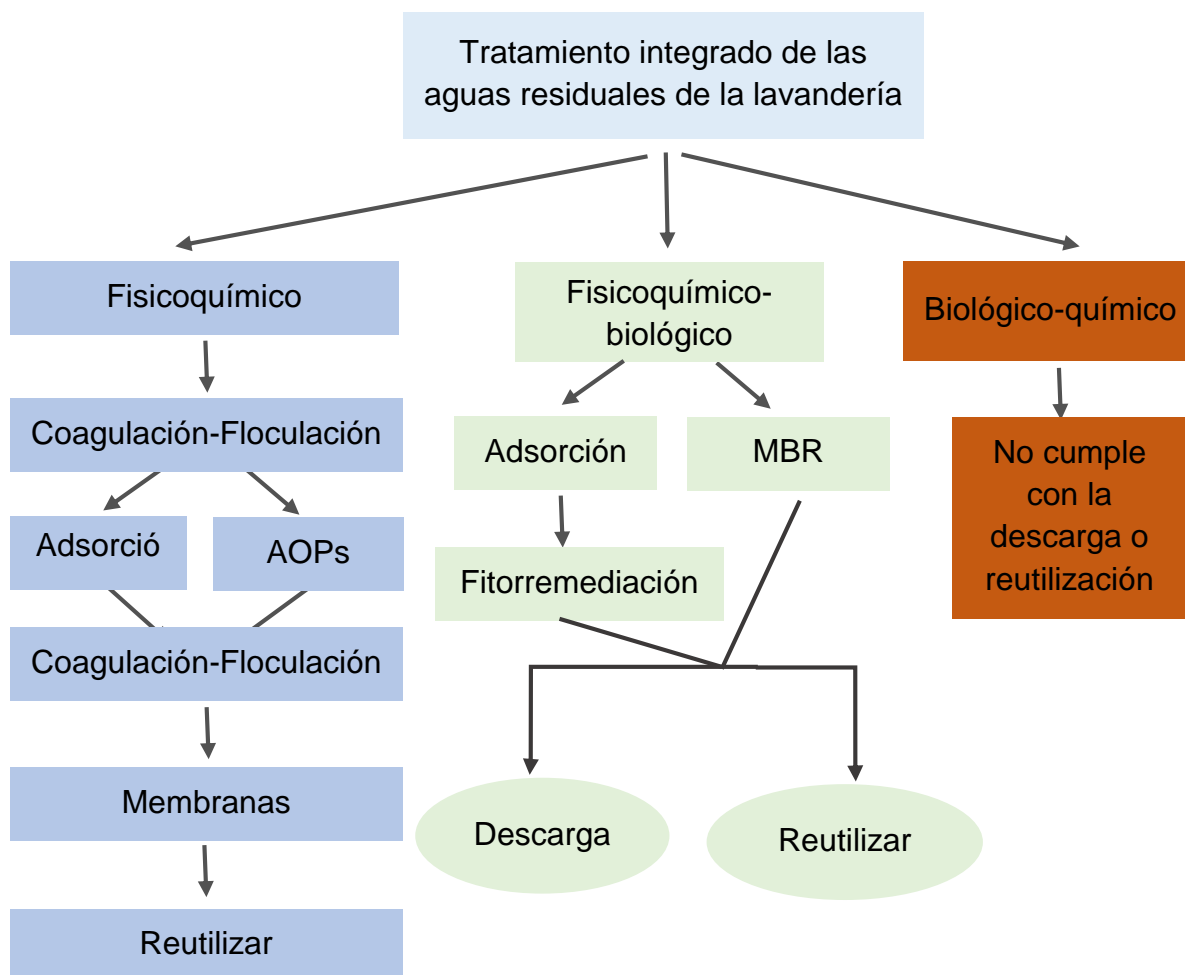 Tratamiento integrado de las
aguas residuales de la lavandería
Fisicoquímico
Fisicoquímico-
biológico
Biológico-químico
Coagulación-Floculación
Adsorción
MBR
No cumple
con la
descarga o
reutilización
Adsorció
AOPs
Fitorremediación
Coagulación-Floculación
Membranas
Descarga
Reutilizar
Reutilizar